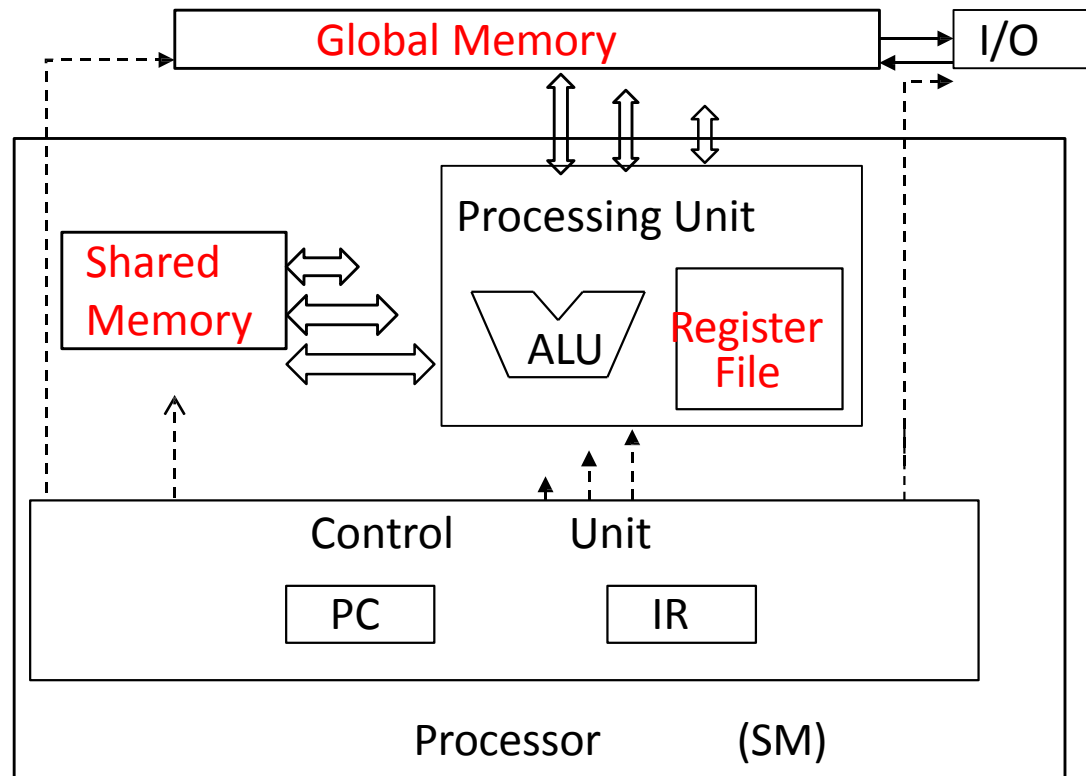 Global Memory
I/O
Processing Unit
Shared
Memory
ALU
Register
File
Control Unit
PC
IR
Processor (SM)